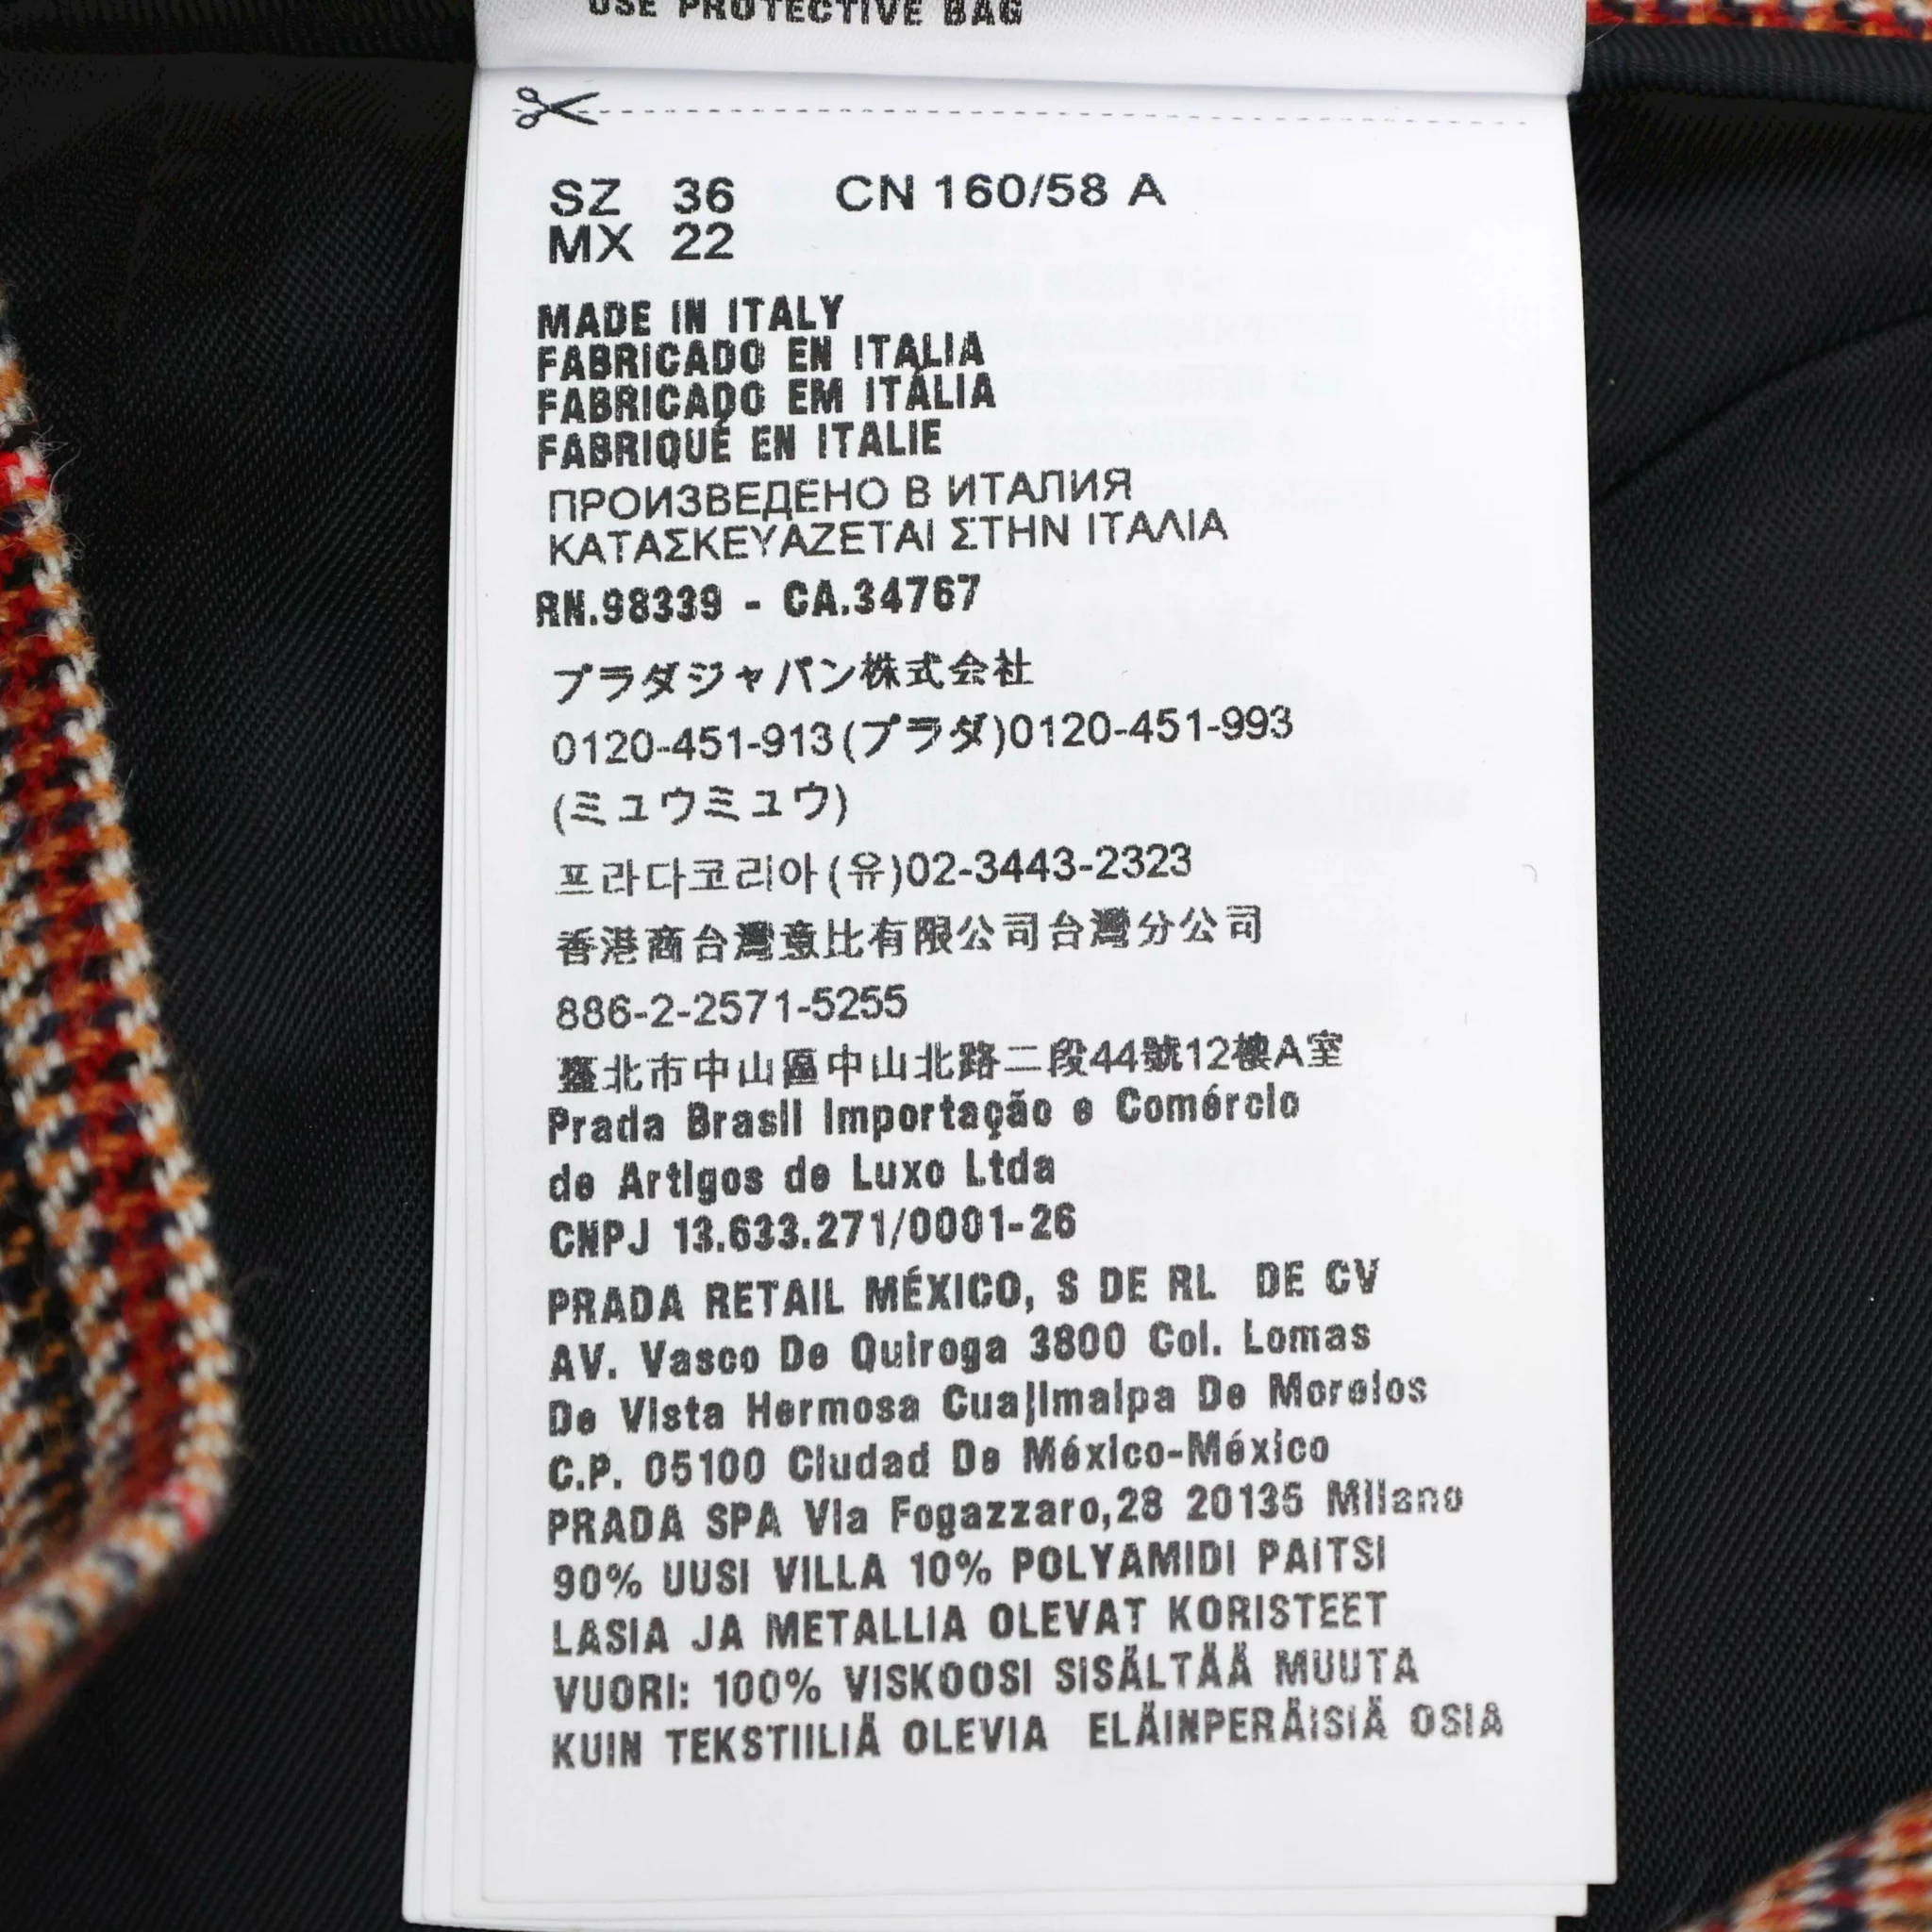 USE PROTECTIVE BAG
SZ 36 CN 160/58 A
MX 22
MADE IN ITALY
FABRICADO EN ITALIA
FABRICADO EM ITÁLIA
FABRIQUÉ EN ITALIE
ПРОИЗВЕДЕНО В ИТАЛИЯ
ΚΑΤΑΣΚΕΥΑΖΕΤΑΙ ΣΤΗΝ ΙΤΑΛΙΑ
RN.98339 - CA.34767
プラダジャパン株式会社
0120-451-913(プラダ)0120-451-993
(ミュウミュウ)
프라다코리아(유)02-3443-2323
香港商台灣意比有限公司台灣分公司
886-2-2571-5255
臺北市中山區中山北路二段44號12樓A室
Prada Brasil Importação e Comércio
de Artigos de Luxo Ltda
CNPJ 13.633.271/0001-26
PRADA RETAIL MÉXICO, S DE RL DE CV
AV. Vasco De Quiroga 3800 Col. Lomas
De Vista Hermosa Cuajimalpa De Morelos
C.P. 05100 Ciudad De México-México
PRADA SPA Via Fogazzaro,28 20135 Milano
90% UUSI VILLA 10% POLYAMIDI PAITSI
LASIA JA METALLIA OLEVAT KORISTEET
VUORI: 100% VISKOOSI SISÄLTÄÄ MUUTA
KUIN TEKSTIILIÄ OLEVIA ELÄINPERÄISIÄ OSIA